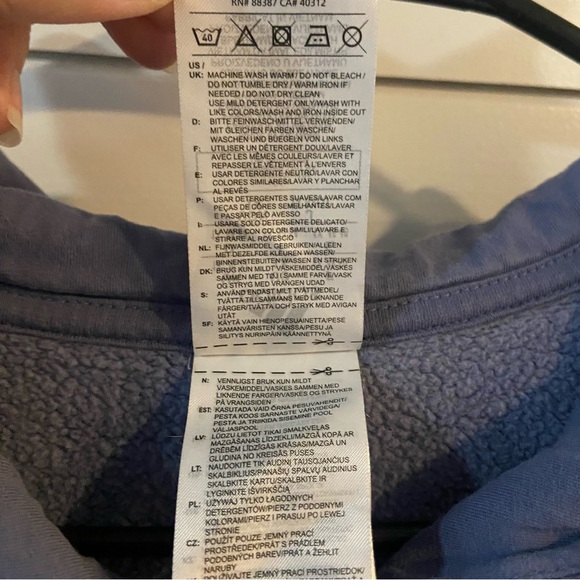 RN# 88387 CA# 40312
40
US /
UK: MACHINE WASH WARM / DO NOT BLEACH /
DO NOT TUMBLE DRY / WARM IRON IF
NEEDED / DO NOT DRY CLEAN
USE MILD DETERGENT ONLY/WASH WITH
LIKE COLORS/WASH AND IRON INSIDE OUT
D: BITTE FEINWASCHMITTEL VERWENDEN/
MIT GLEICHEN FARBEN WASCHEN/
WASCHEN UND BUEGELN VON LINKS
F: UTILISER UN DÉTERGENT DOUX/LAVER
AVEC LES MÊMES COULEURS/LAVER ET
REPASSER LE VÊTEMENT À L'ENVERS
E: USAR DETERGENTE NEUTRO/LAVAR CON
COLORES SIMILARES/LAVAR Y PLANCHAR
AL REVÉS
P: USAR DETERGENTES SUAVES/LAVAR COM
PEÇAS DE CÔRES SEMELHANTES/LAVAR
E PASSAR PELO AVESSO
I: USARE SOLO DETERGENTE DELICATO/
LAVARE CON COLORI SIMILI/LAVARE E
STIRARE AL ROVESCIO
NL: FIJNWASMIDDEL GEBRUIKEN/ALLEEN
MET DEZELFDE KLEUREN WASSEN/
BINNENSTEBUITEN WASSEN EN STRIJKEN
DK: BRUG KUN MILDT VASKEMIDDEL/VASKES
SAMMEN MED TØJ I SAMME FARVE/VASK
OG STRYG MED VRANGEN UDAD
S: ANVÄND ENDAST MILT TVÄTTMEDEL/
TVÄTTA TILLSAMMANS MED LIKNANDE
FÄRGER/TVÄTTA OCH STRYK MED AVIGAN
UTÅT
SF: KÄYTÄ VAIN HIENOPESUAINETTA/PESE
SAMANVÄRISTEN KANSSA/PESU JA
SILITYS NURINPÄIN KÄÄNNETTYNÄ
N: VENNLIGST BRUK KUN MILDT
VASKEMIDDEL/VASKES SAMMEN MED
LIKNENDE FARGER/VASKES OG STRYKES
PÅ VRANGSIDEN
EST: KASUTADA VAID ÕRNA PESUVAHENDIT/
PESTA KOOS SARNASTE VÄRVIDEGA/
PESTA JA TRIIKIDA SISEMINE POOL
VÄLJASPOOL
LV: LŪDZU LIETOT TIKAI SMALKVELAS
MAZGĀŠANAS LĪDZEKLI/MAZGĀ KOPĀ AR
DRĒBĒM LĪDZĪGĀS KRĀSĀS/MAZGĀ UN
GLUDINA NO KREISĀS PUSES
LT: NAUDOKITE TIK AUDINĮ TAUSOJANČIUS
SKALBIKLIUS/PANAŠIŲ SPALVŲ AUDINIUS
SKALBKITE KARTU/SKALBKITE IR
LYGINKITE IŠVIRKŠČIĄ
PL: UŻYWAJ TYLKO ŁAGODNYCH
DETERGENTÓW/PIERZ Z PODOBNYMI
KOLORAMI/PIERZ I PRASUJ PO LEWEJ
STRONIE
CZ: POUŽÍT POUZE JEMNÝ PRACÍ
PROSTŘEDEK/PRÁT S PRÁDLEM
PODOBNÝCH BAREV/PRÁT A ŽEHLIT
NARUBY
POUŽÍVAJTE JEMNÝ PRACÍ